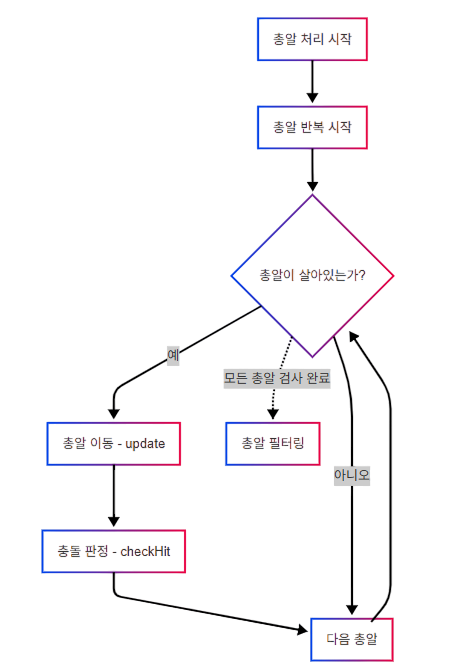 총알 처리 시작
총알 반복 시작
총알이 살아있는가?
예
모든 총알 검사 완료
총알 이동 - update
총알 필터링
아니오
충돌 판정 - checkHit
다음 총알